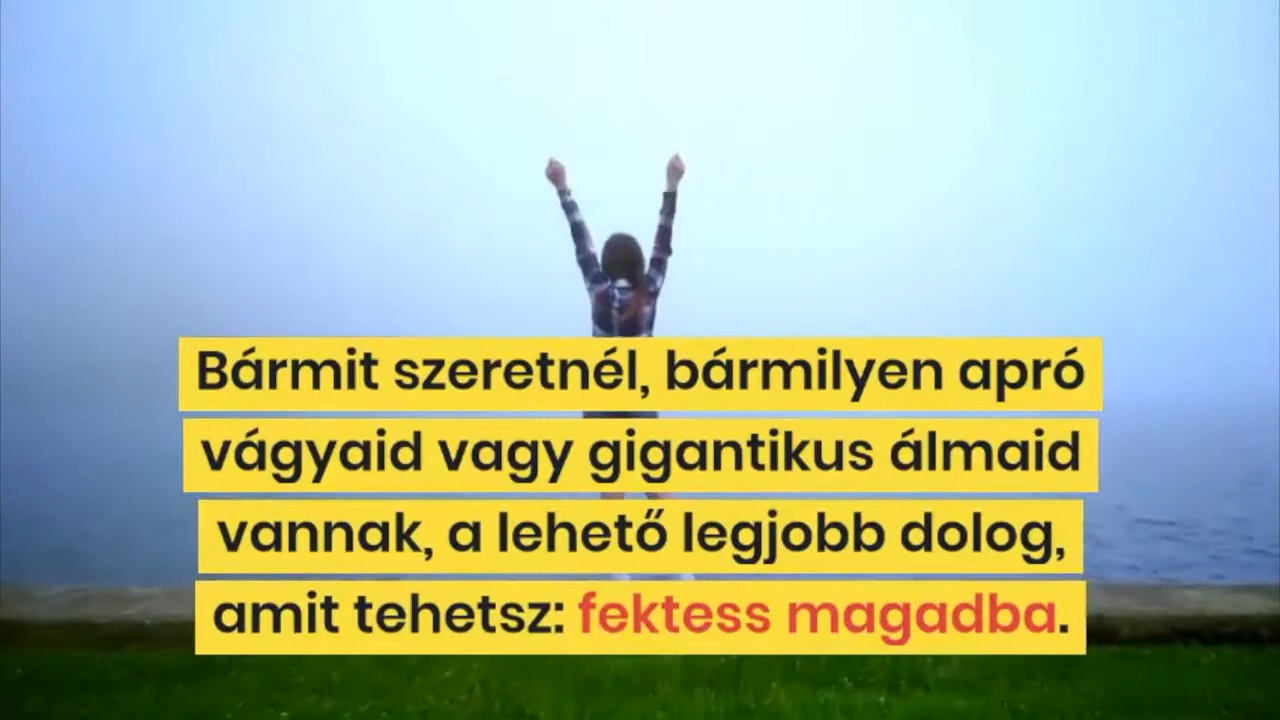 Bármit szeretnél, bármilyen apró
vágyaid vagy gigantikus álmaid
vannak, a lehető legjobb dolog,
amit tehetsz: fektess magadba.